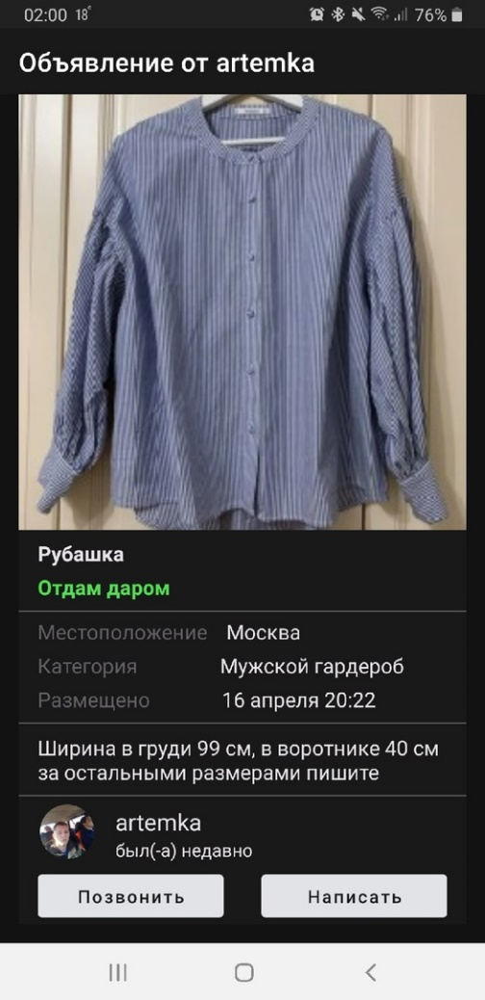 02:00 18° 76%
Объявление от artemka
Рубашка
Отдам даром
Местоположение Москва
Категория Мужской гардероб
Размещено 16 апреля 20:22
Ширина в груди 99 см, в воротнике 40 см
за остальными размерами пишите
artemka
был(-а) недавно
Позвонить Написать